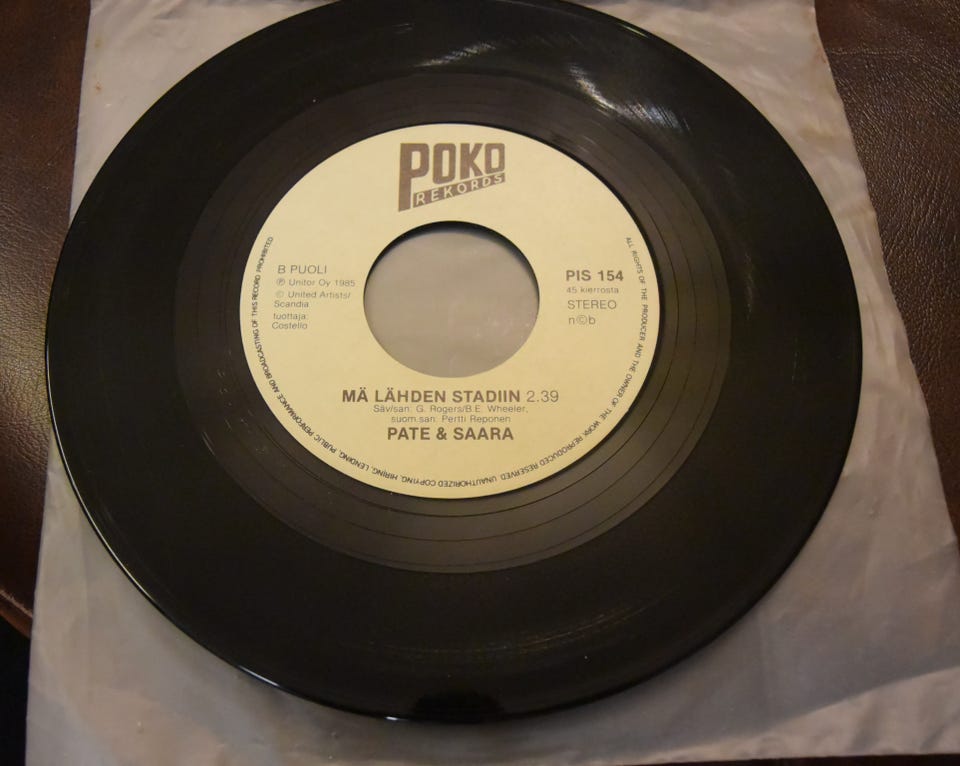 POKO
REKORDS
B PUOLI
℗ Unitor Oy 1985
© United Artists/
Scandia
tuottaja:
Costello
PIS 154
45 kierrosta
STEREO
n©b
MÄ LÄHDEN STADIIN 2.39
Säv/san: G. Rogers/B.E. Wheeler,
suom.san: Pertti Reponen
PATE & SAARA
ALL RIGHTS OF THE PRODUCER AND THE OWNER OF THE WORK REPRODUCED RESERVED. UNAUTHORIZED COPYING, HIRING, LENDING, PUBLIC PERFORMANCE AND BROADCASTING OF THIS RECORD PROHIBITED